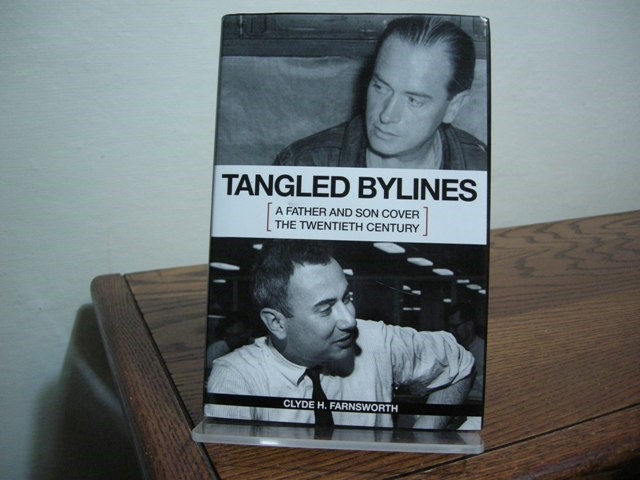 TANGLED BYLINES
A FATHER AND SON COVER
THE TWENTIETH CENTURY
CLYDE H. FARNSWORTH